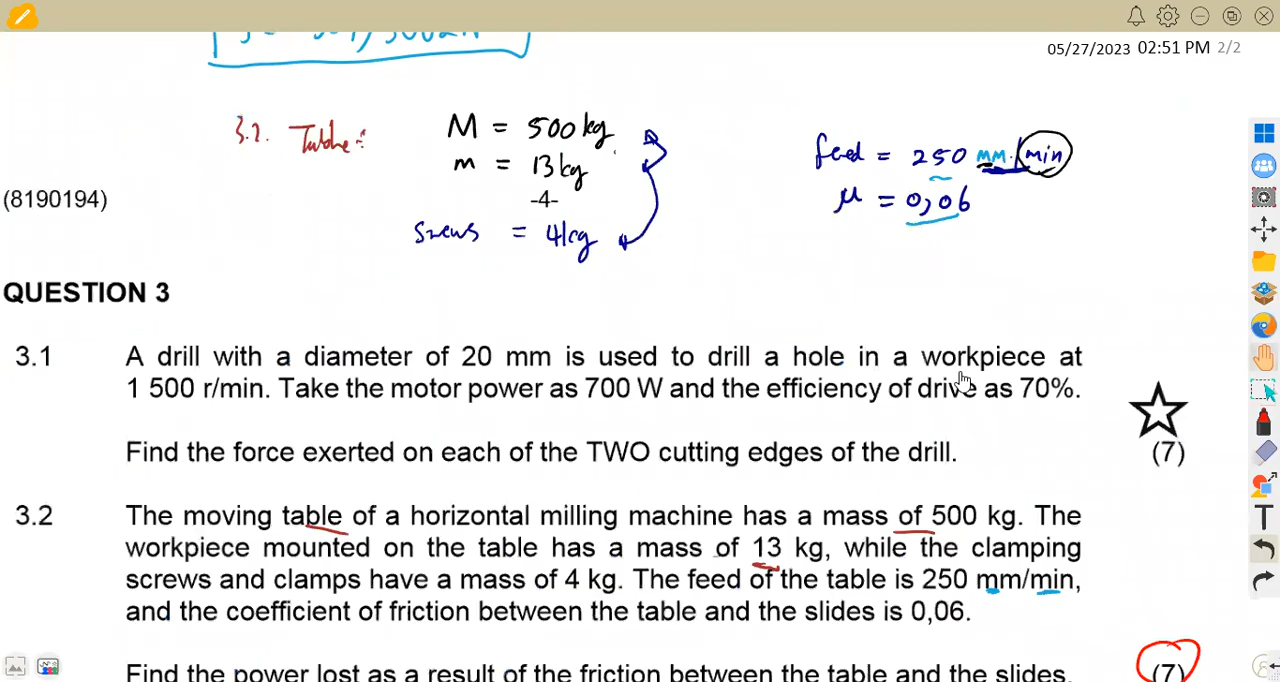 05/27/2023 02:51 PM 2/2
3.2. Table:
M = 500 kg
m = 13 kg
feed = 250 mm/min
μ = 0,06
(8190194)
-4-
screws = 4 kg
QUESTION 3
3.1 A drill with a diameter of 20 mm is used to drill a hole in a workpiece at
1 500 r/min. Take the motor power as 700 W and the efficiency of drive as 70%.
Find the force exerted on each of the TWO cutting edges of the drill. (7)
3.2 The moving table of a horizontal milling machine has a mass of 500 kg. The
workpiece mounted on the table has a mass of 13 kg, while the clamping
screws and clamps have a mass of 4 kg. The feed of the table is 250 mm/min,
and the coefficient of friction between the table and the slides is 0,06.
Find the power lost as a result of the friction between the table and the slides. (7)